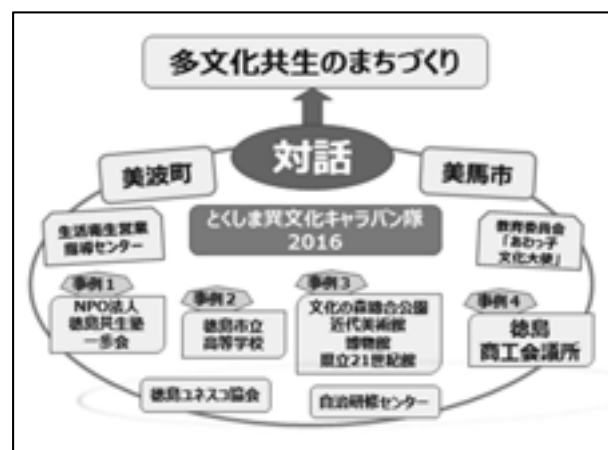 多文化共生のまちづくり
対話
美波町
美馬市
生活衛生営業
指導センター
とくしま異文化キャラバン隊
2016
教育委員会
「あわっ子
文化大使」
事例1
NPO法人
徳島共生塾
一歩会
事例2
徳島市立
高等学校
事例3
文化の森総合公園
近代美術館
博物館
県立21世紀館
事例4
徳島
商工会議所
徳島ユネスコ協会
自治研修センター